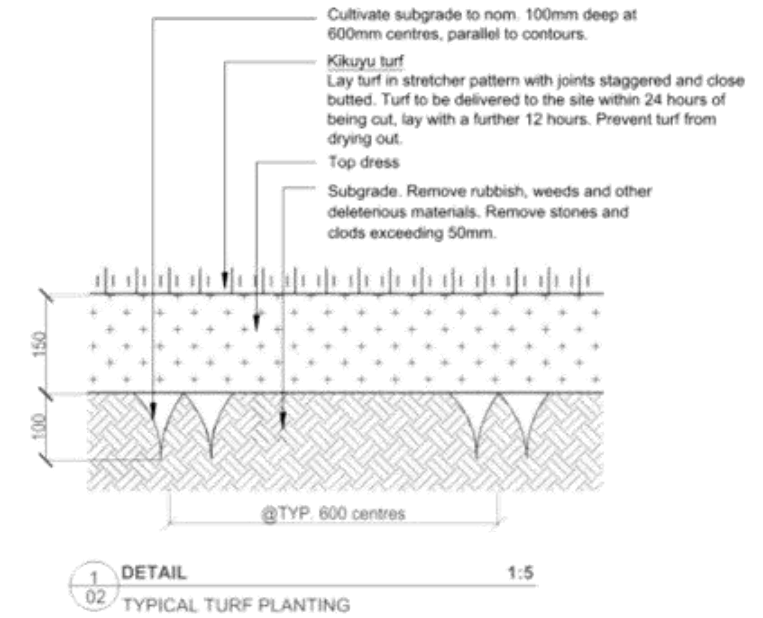 Cultivate subgrade to nom. 100mm deep at
600mm centres, parallel to contours.
Kikuyu turf
Lay turf in stretcher pattern with joints staggered and close
butted. Turf to be delivered to the site within 24 hours of
being cut, lay with a further 12 hours. Prevent turf from
drying out.
Top dress
Subgrade. Remove rubbish, weeds and other
deleterious materials. Remove stones and
clods exceeding 50mm.
150
100
@TYP. 600 centres
1
02
DETAIL
1:5
TYPICAL TURF PLANTING